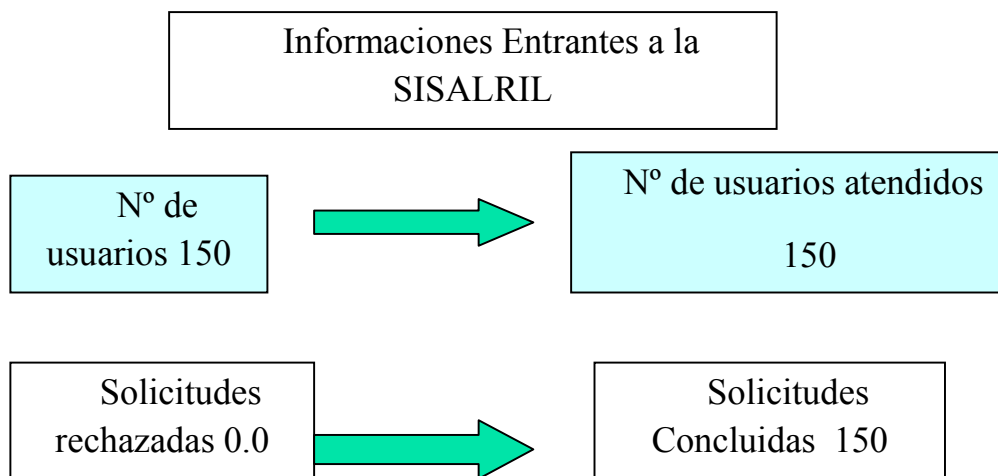 Informaciones Entrantes a la
SISALRIL
Nº de
usuarios 150
Nº de usuarios atendidos
150
Solicitudes
rechazadas 0.0
Solicitudes
Concluidas 150